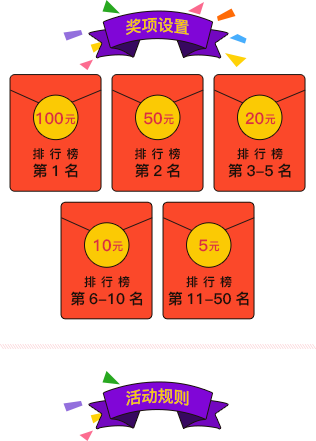 奖项设置
100元
排行榜
第1名
50元
排行榜
第2名
20元
排行榜
第3-5名
10元
排行榜
第6-10名
5元
排行榜
第11-50名
活动规则